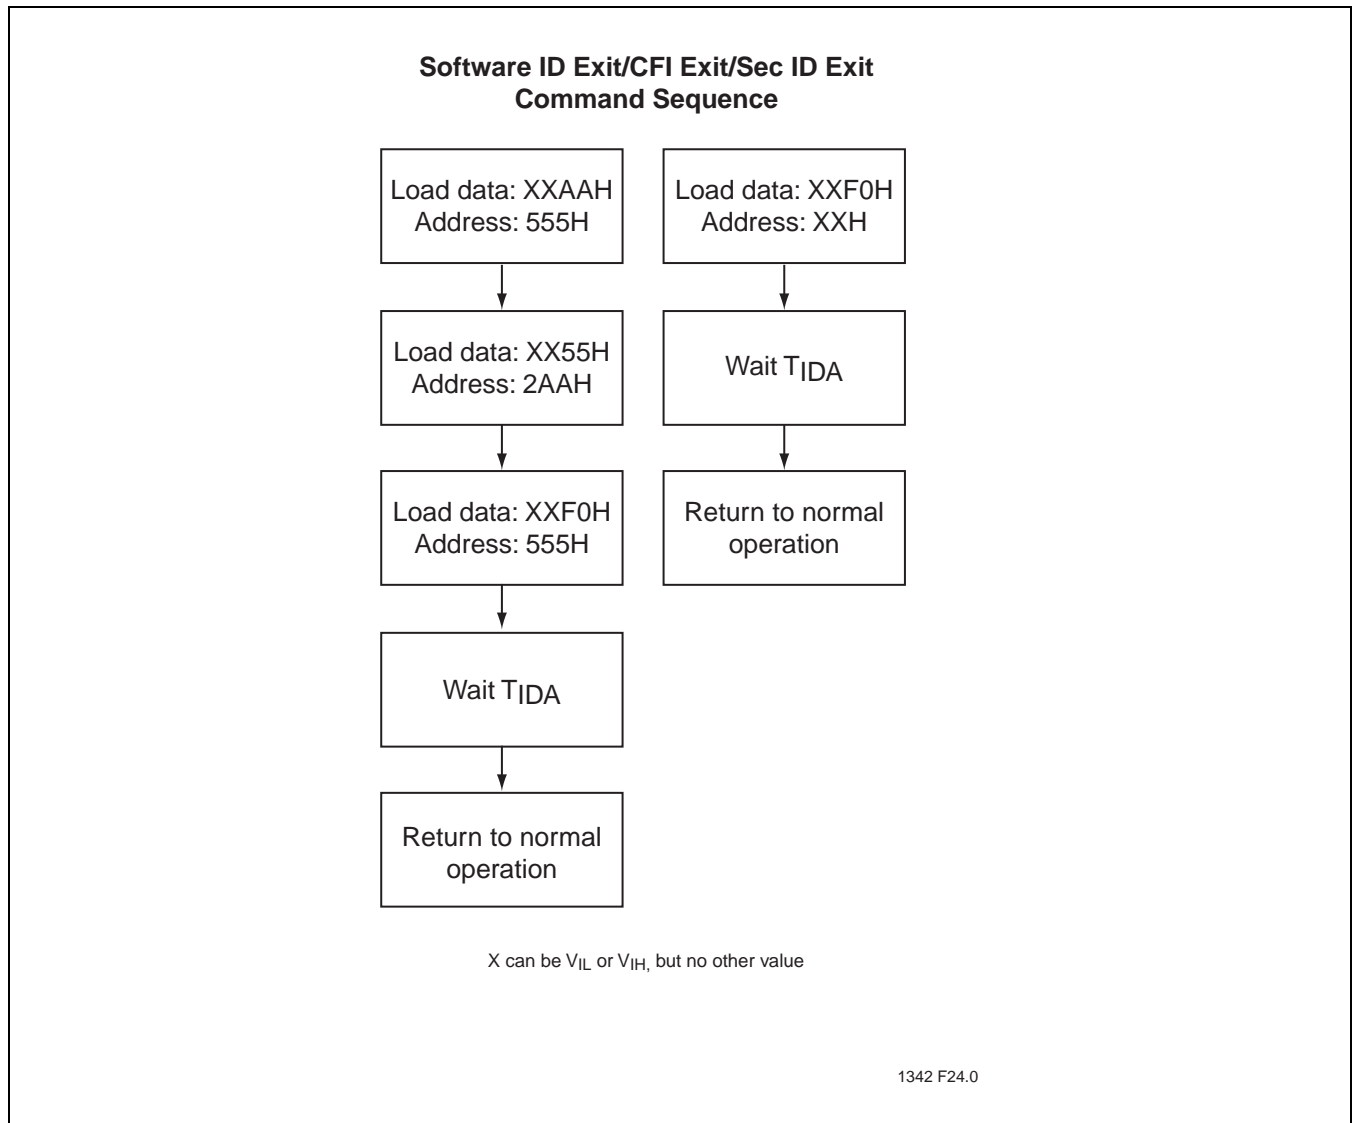 Software ID Exit/CFI Exit/Sec ID Exit
Command Sequence
Load data: XXAAH
Address: 555H
Load data: XX55H
Address: 2AAH
Load data: XXF0H
Address: 555H
Wait TIDA
Return to normal
operation
Load data: XXF0H
Address: XXH
Wait TIDA
Return to normal
operation
X can be VIL or VIH, but no other value
1342 F24.0